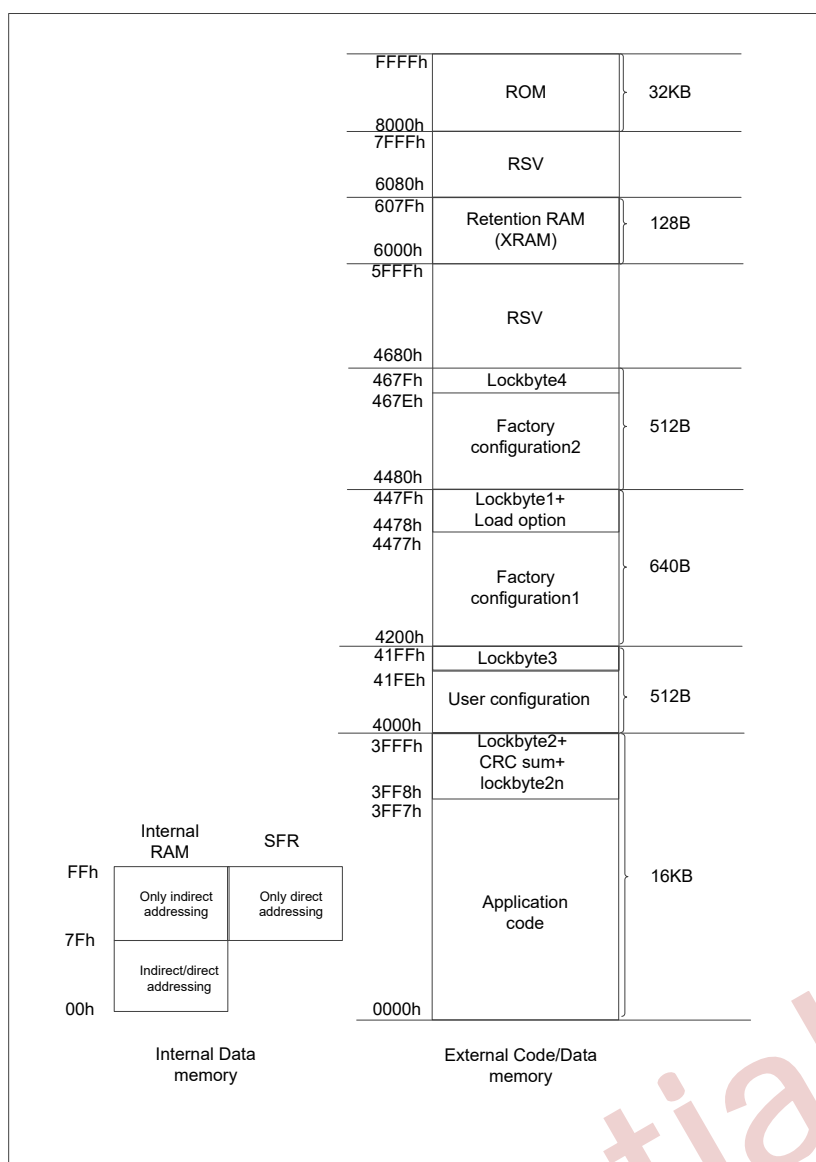 FFFFh
ROM
32KB
8000h
7FFFh
RSV
6080h
607Fh
Retention RAM
(XRAM)
128B
6000h
5FFFh
RSV
4680h
467Fh
Lockbyte4
467Eh
Factory
configuration2
512B
4480h
447Fh
Lockbyte1+
Load option
4478h
4477h
Factory
configuration1
640B
4200h
41FFh
Lockbyte3
41FEh
User configuration
512B
4000h
3FFFh
Lockbyte2+
CRC sum+
lockbyte2n
3FF8h
3FF7h
Application
code
16KB
0000h
Internal
RAM
SFR
FFh
Only indirect
addressing
Only direct
addressing
7Fh
Indirect/direct
addressing
00h
Internal Data
memory
External Code/Data
memory